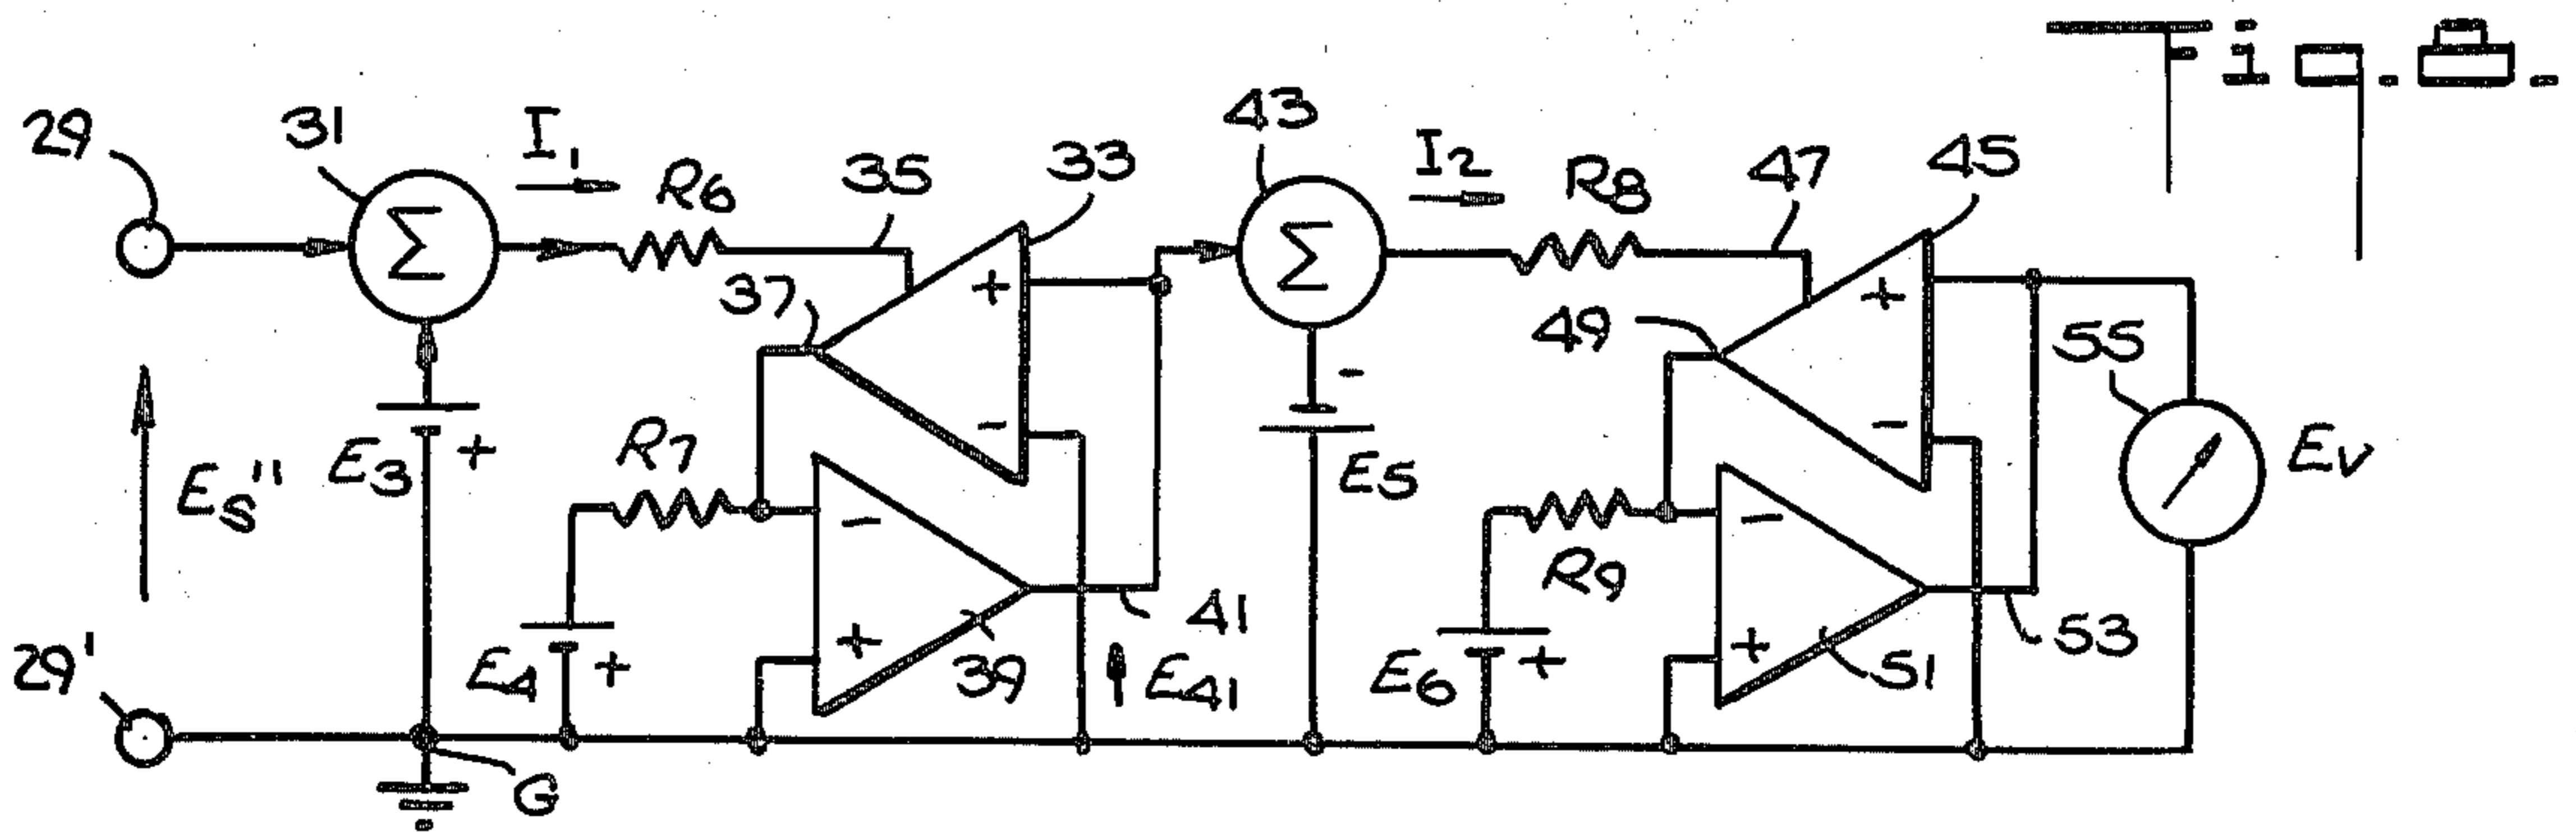 Fig. 8.
29
31
I1
R6
35
33
43
I2
R8
47
45
Σ
+
Σ
+
37
49
55
-
-
-
Es''
E3
+
R7
E5
Ev
-
-
R9
E4
+
+
39
41
E41
E6
+
+
51
53
29'
G